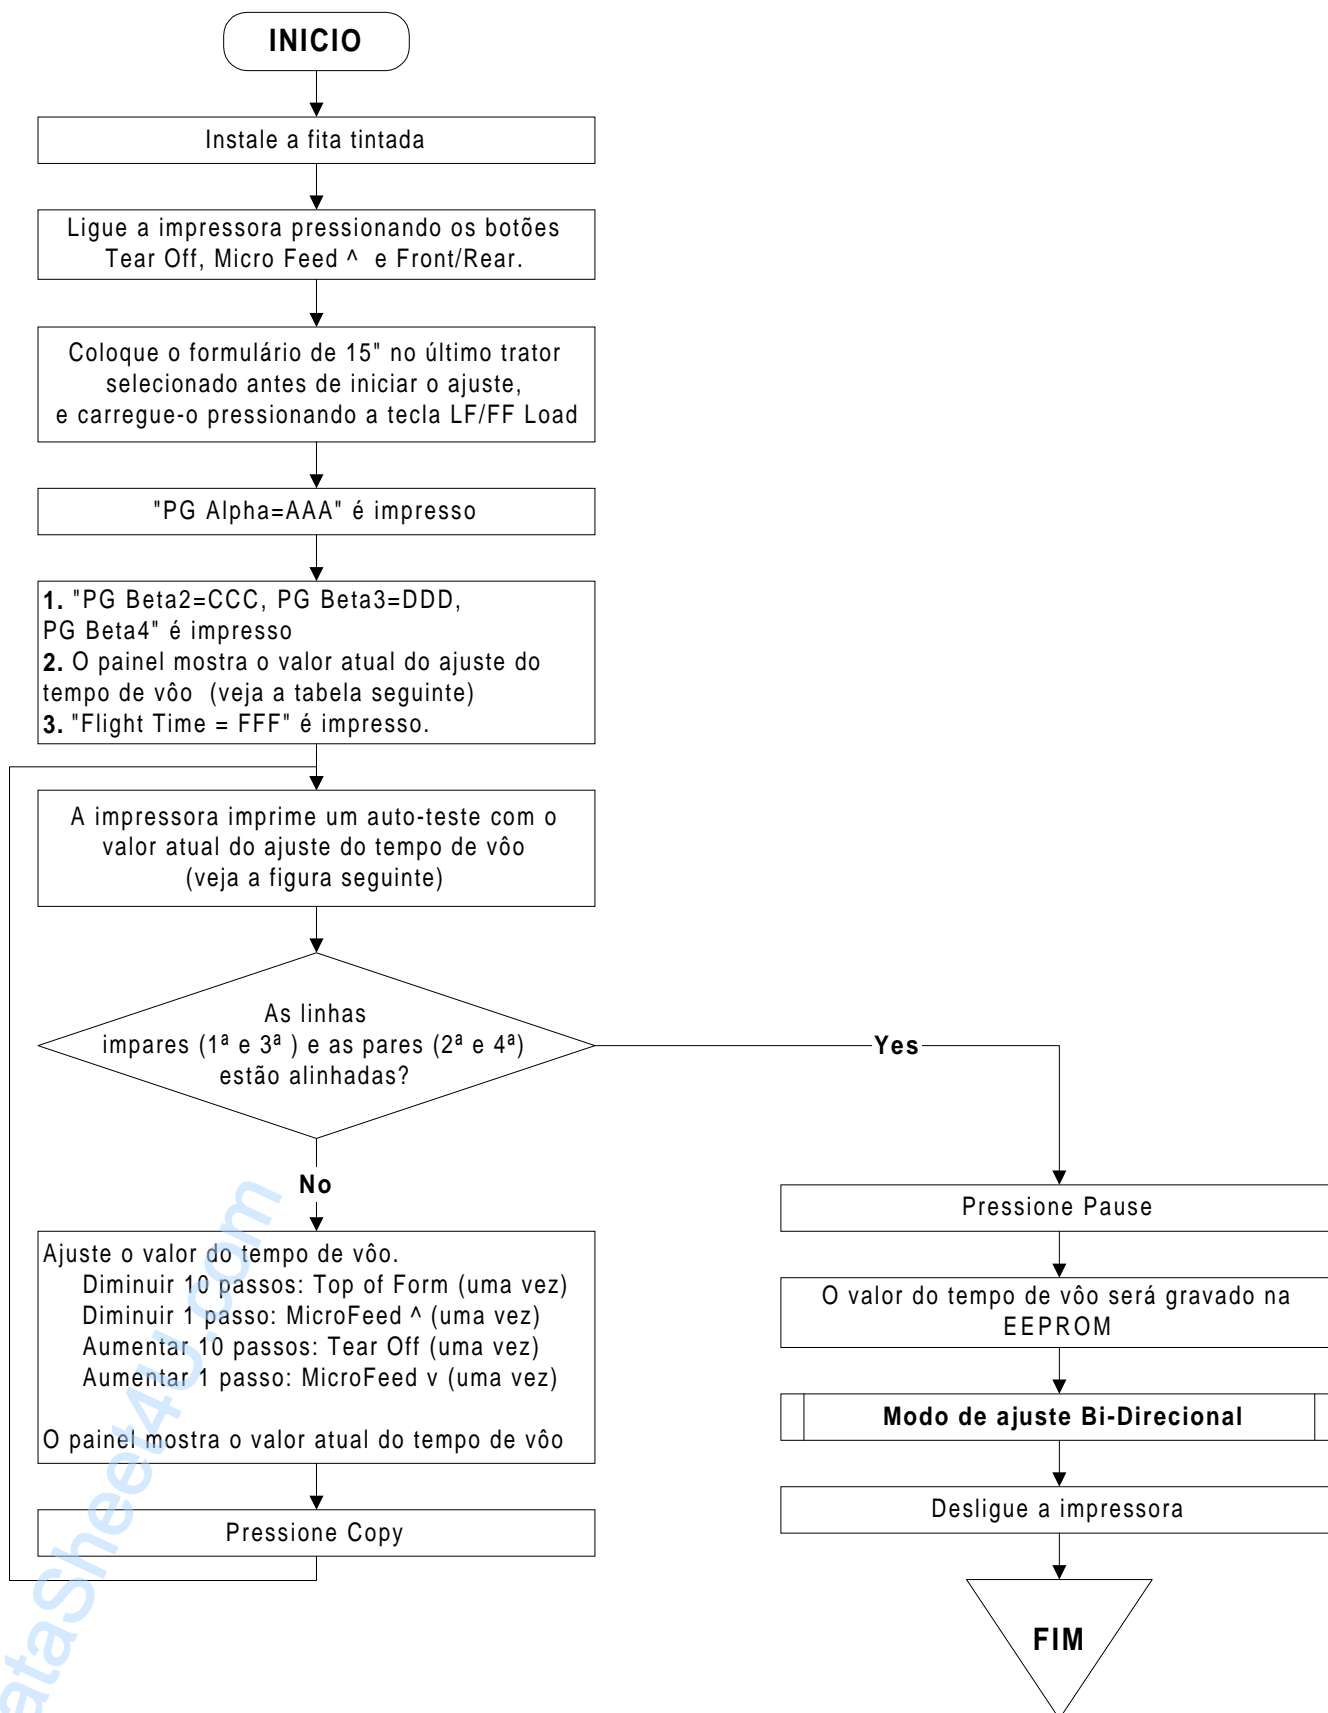 INICIO
Instale a fita tintada
Ligue a impressora pressionando os botões
Tear Off, Micro Feed ^ e Front/Rear.
Coloque o formulário de 15" no último trator
selecionado antes de iniciar o ajuste,
e carregue-o pressionando a tecla LF/FF Load
"PG Alpha=AAA" é impresso
1. "PG Beta2=CCC, PG Beta3=DDD,
PG Beta4" é impresso
2. O painel mostra o valor atual do ajuste do
tempo de vôo (veja a tabela seguinte)
3. "Flight Time = FFF" é impresso.
A impressora imprime um auto-teste com o
valor atual do ajuste do tempo de vôo
(veja a figura seguinte)
As linhas
impares (1ª e 3ª ) e as pares (2ª e 4ª)
estão alinhadas?
Yes
No
Ajuste o valor do tempo de vôo.
Diminuir 10 passos: Top of Form (uma vez)
Diminuir 1 passo: MicroFeed ^ (uma vez)
Aumentar 10 passos: Tear Off (uma vez)
Aumentar 1 passo: MicroFeed v (uma vez)
O painel mostra o valor atual do tempo de vôo
Pressione Copy
Pressione Pause
O valor do tempo de vôo será gravado na
EEPROM
Modo de ajuste Bi-Direcional
Desligue a impressora
FIM
ataSheet4U.com